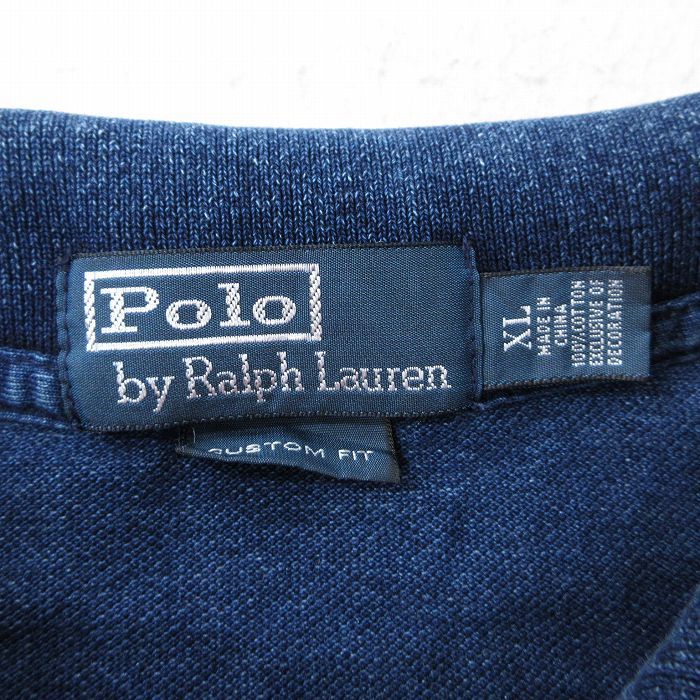 Polo
by Ralph Lauren
CUSTOM FIT
XL
MADE IN
CHINA
100% COTTON
EXCLUSIVE OF
DECORATION